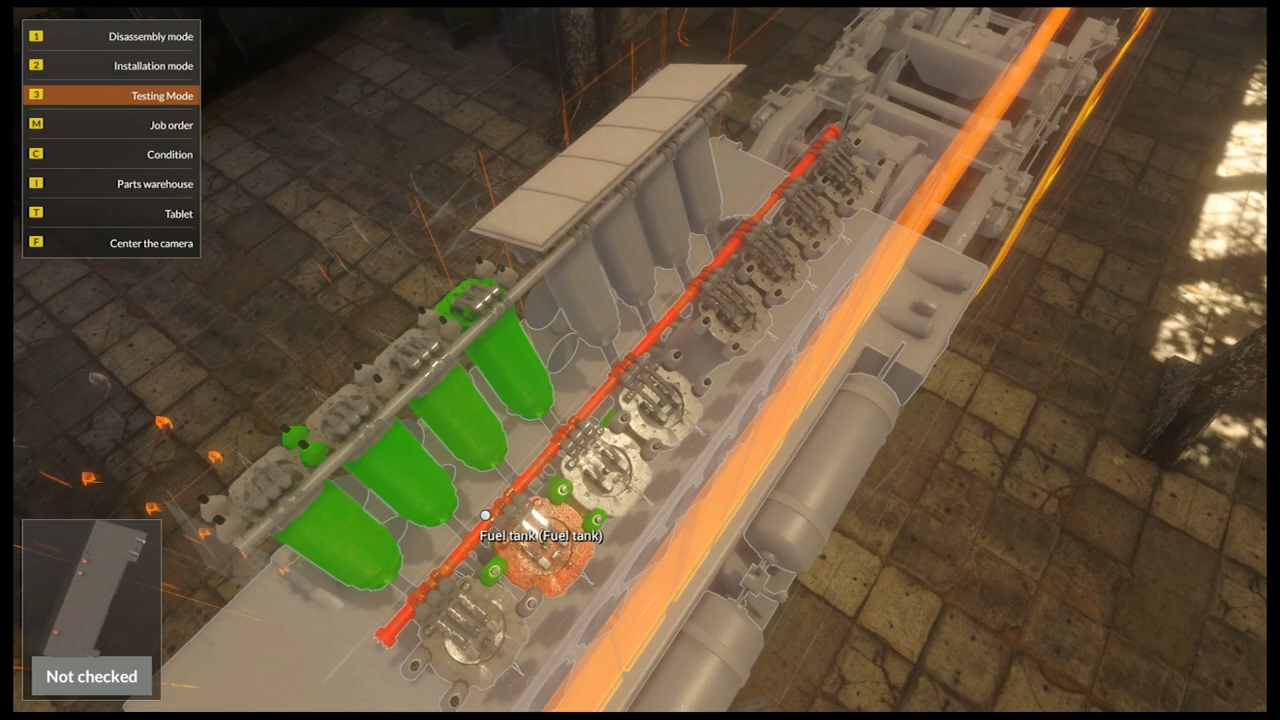 1 Disassembly mode
2 Installation mode
3 Testing Mode
M Job order
C Condition
I Parts warehouse
T Tablet
F Center the camera
Fuel tank (Fuel tank)
Not checked